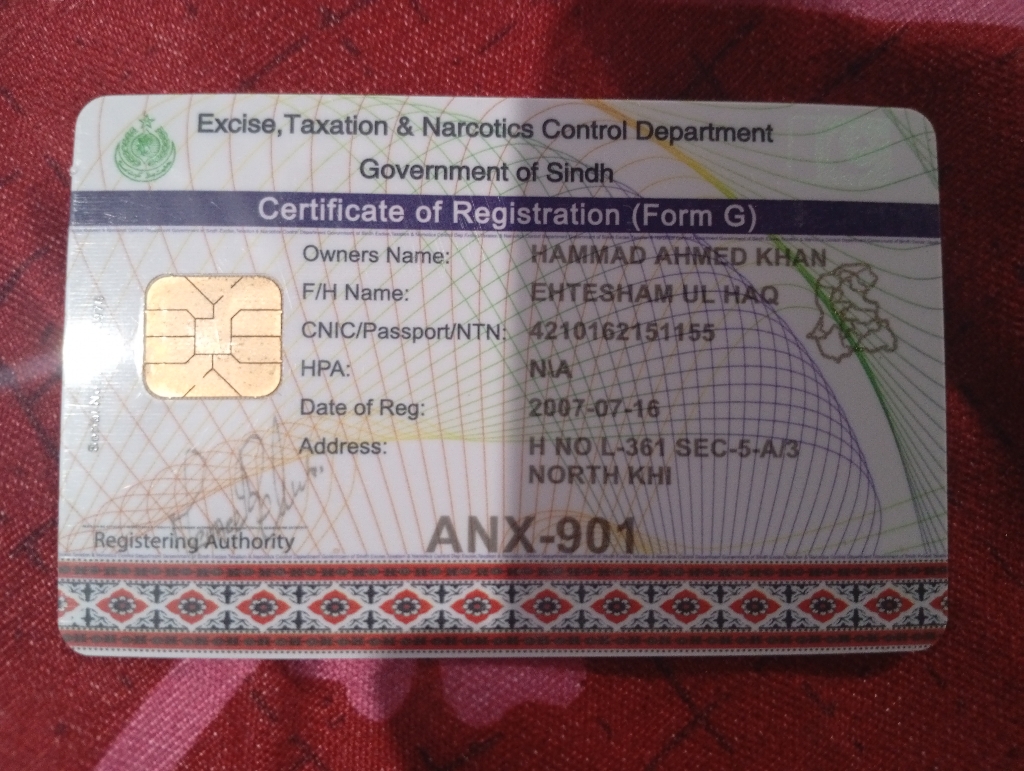 Excise,Taxation & Narcotics Control Department
Government of Sindh
Certificate of Registration (Form G)
Owners Name: HAMMAD AHMED KHAN
F/H Name: EHTESHAM UL HAQ
CNIC/Passport/NTN: 4210162151155
HPA: N\A
Date of Reg: 2007-07-16
Address: H NO L-361 SEC-5-A/3
NORTH KHI
Registering Authority
ANX-901